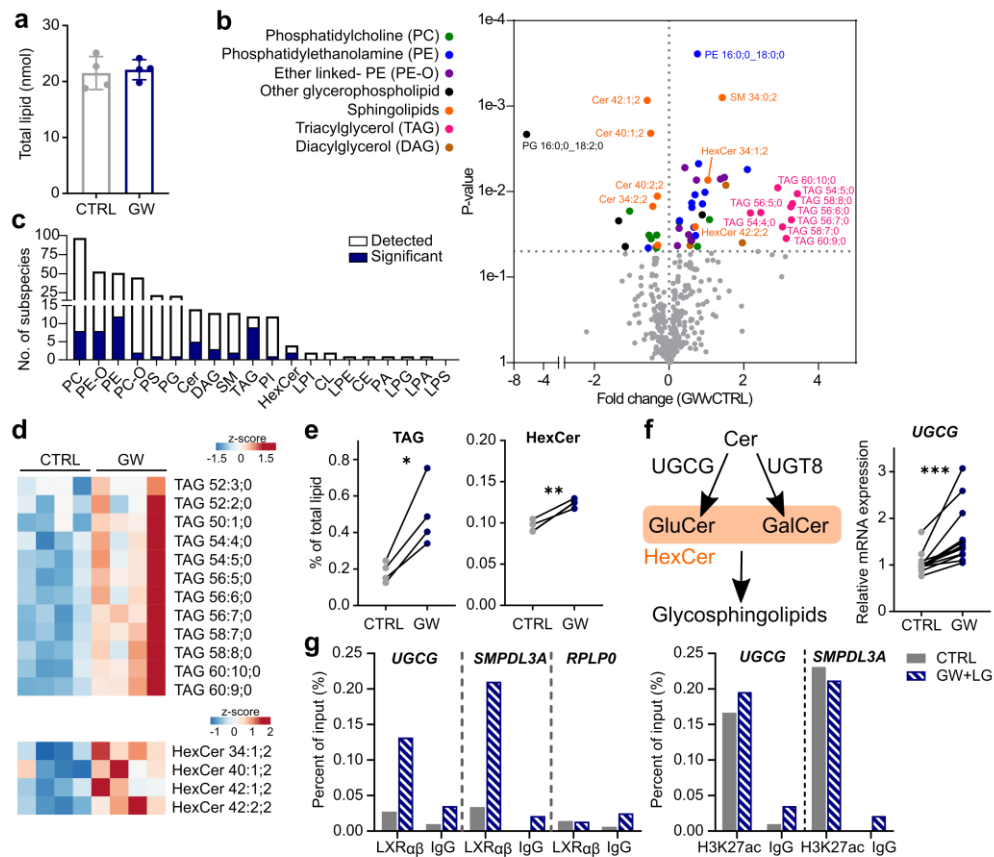 a
Total lipid (nmol)
30
20
10
0
CTRL
GW
b
Phosphatidylcholine (PC)
Phosphatidylethanolamine (PE)
Ether linked- PE (PE-O)
Other glycerophospholipid
Sphingolipids
Triacylglycerol (TAG)
Diacylglycerol (DAG)
P-value
1e-4
1e-3
1e-2
1e-1
1
PE 16:0;0_18:0;0
Cer 42:1;2
SM 34:0;2
Cer 40:1;2
PG 16:0;0_18:2;0
HexCer 34:1;2
TAG 60:10;0
Cer 40:2;2
TAG 54:5;0
Cer 34:2;2
TAG 56:5;0
TAG 58:8;0
TAG 56:6;0
TAG 54:4;0
TAG 56:7;0
HexCer 42:2;2
TAG 58:7;0
TAG 60:9;0
-8
-6
-2
0
2
4
Fold change (GWvCTRL)
c
No. of subspecies
100
75
50
25
15
10
5
0
Detected
Significant
PC
PE-O
PE
PC-O
PS
PG
Cer
DAG
SM
TAG
PI
HexCer
LPI
CL
LPE
CE
PA
LPG
LPA
LPS
d
z-score
-1.5
1.5
CTRL
GW
TAG 52:3;0
TAG 52:2;0
TAG 50:1;0
TAG 54:4;0
TAG 54:5;0
TAG 56:5;0
TAG 56:6;0
TAG 56:7;0
TAG 58:7;0
TAG 58:8;0
TAG 60:10;0
TAG 60:9;0
z-score
-1 0 1 2
HexCer 34:1;2
HexCer 40:1;2
HexCer 42:1;2
HexCer 42:2;2
e
TAG
% of total lipid
0.8
0.6
0.4
0.2
0.0
*
CTRL
GW
HexCer
0.20
0.15
0.10
0.05
0.00
**
CTRL
GW
f
Cer
UGCG
UGT8
GluCer
GalCer
HexCer
Glycosphingolipids
UGCG
Relative mRNA expression
3
2
1
0
***
CTRL
GW
g
Percent of input (%)
0.25
0.20
0.15
0.10
0.05
0.00
UGCG
SMPDL3A
RPLP0
LXRαβ
IgG
LXRαβ
IgG
LXRαβ
IgG
Percent of input (%)
0.25
0.20
0.15
0.10
0.05
0.00
UGCG
SMPDL3A
H3K27ac
IgG
H3K27ac
IgG
CTRL
GW+LG